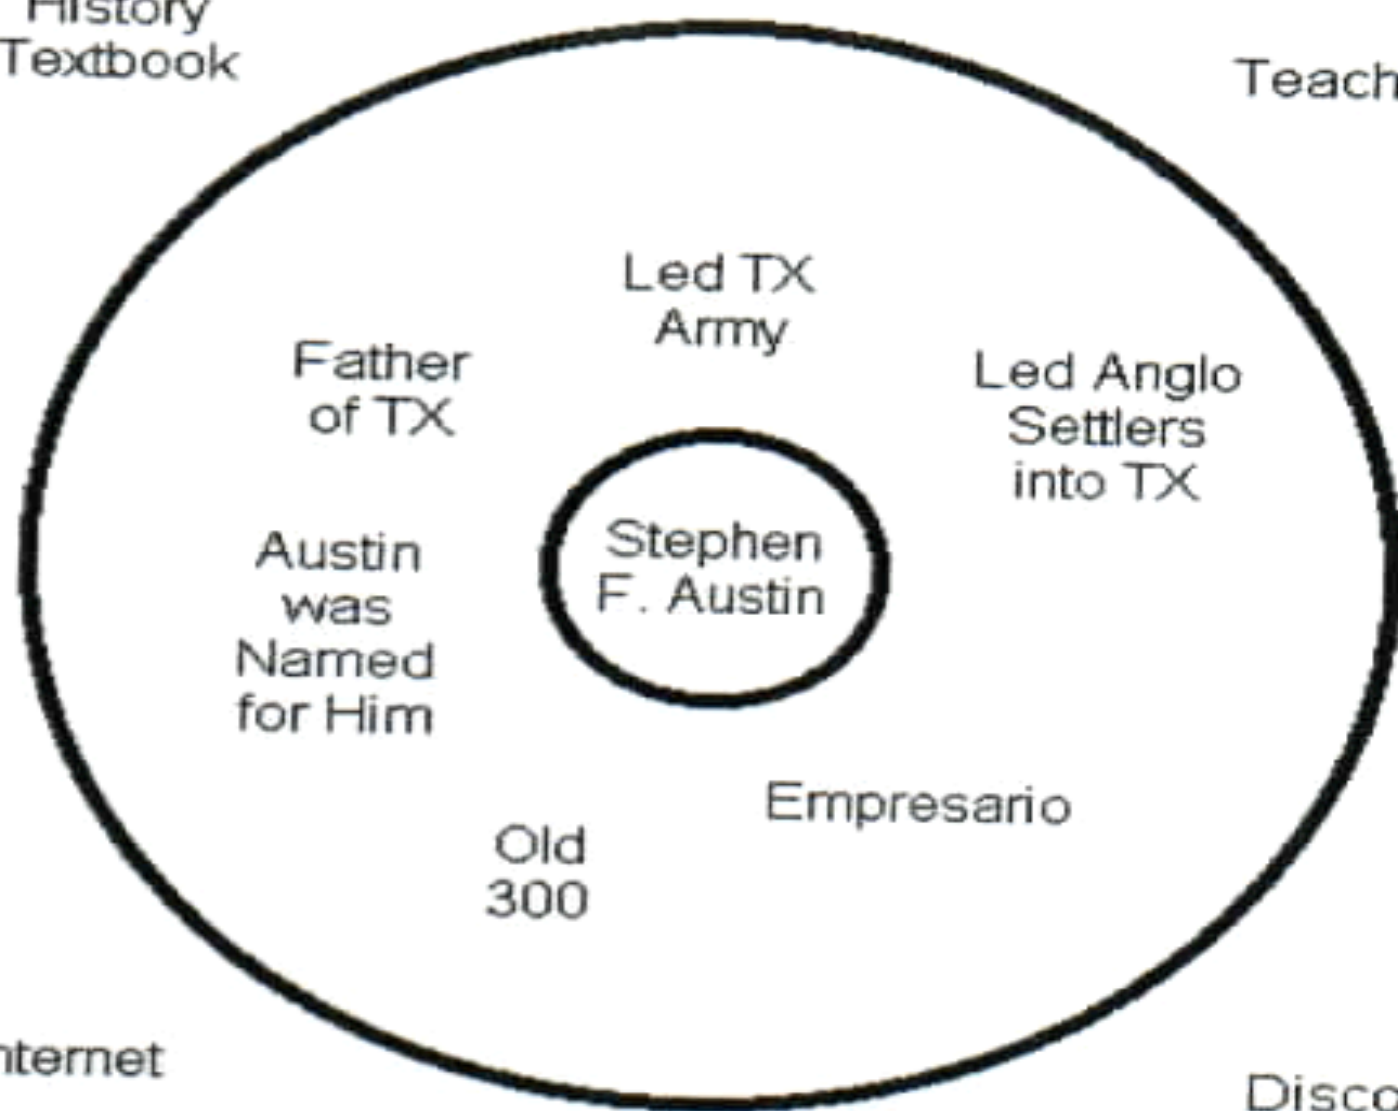 History
Textbook
Teach
Led TX
Army
Father
of TX
Led Anglo
Settlers
into TX
Stephen
F. Austin
Austin
was
Named
for Him
Empresario
Old
300
nternet
Disco